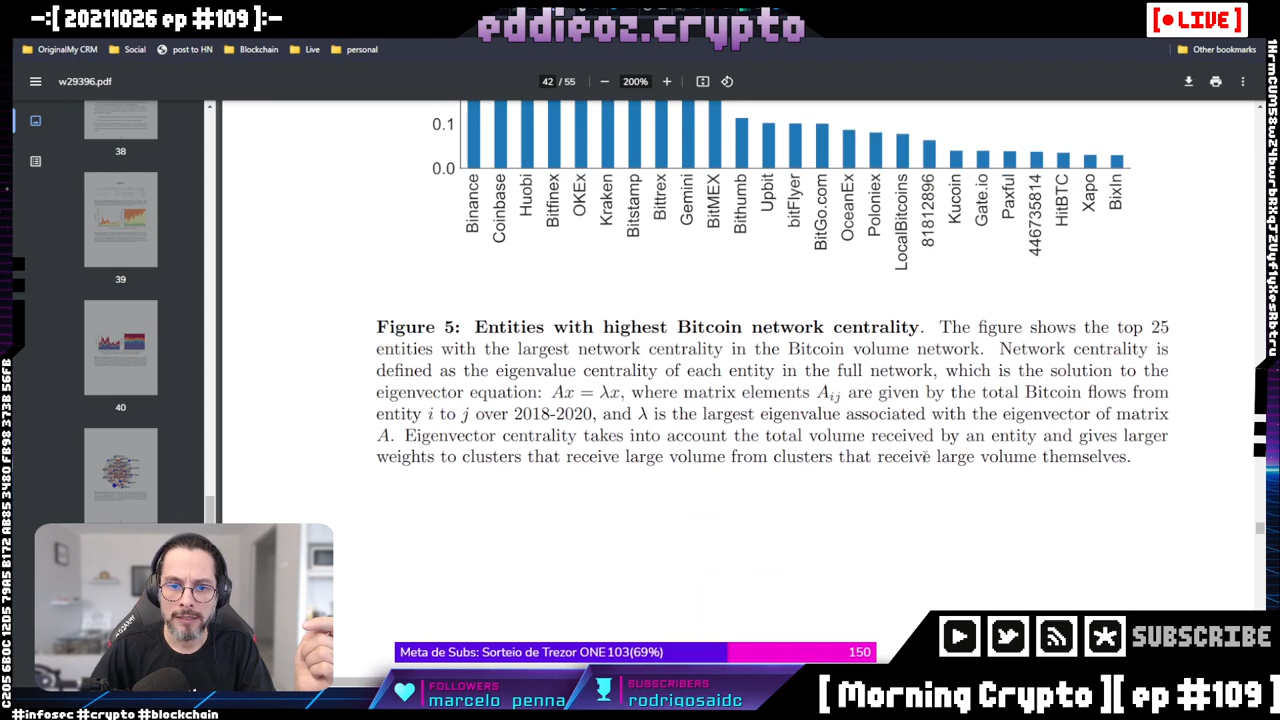 -:[ 20211026 ep #109 ]:-
eddieoz.crypto
[● LIVE]
OriginalMy CRM
Social
post to HN
Blockchain
Live
personal
Other bookmarks
w29396.pdf
42 / 55
200%
38
39
40
0.1
0.0
Binance
Coinbase
Huobi
Bitfinex
OKEx
Kraken
Bitstamp
Bittrex
Gemini
BitMEX
Bithumb
Upbit
bitFlyer
BitGo.com
OceanEx
Poloniex
LocalBitcoins
81812896
Kucoin
Gate.io
Paxful
446735814
HitBTC
Xapo
BixIn
Figure 5: Entities with highest Bitcoin network centrality. The figure shows the top 25
entities with the largest network centrality in the Bitcoin volume network. Network centrality is
defined as the eigenvalue centrality of each entity in the full network, which is the solution to the
eigenvector equation: Ax = λx, where matrix elements Aij are given by the total Bitcoin flows from
entity i to j over 2018-2020, and λ is the largest eigenvalue associated with the eigenvector of matrix
A. Eigenvector centrality takes into account the total volume received by an entity and gives larger
weights to clusters that receive large volume from clusters that receive large volume themselves.
Meta de Subs: Sorteio de Trezor ONE 103(69%)
150
FOLLOWERS
marcelo penna
SUBSCRIBERS
rodrigosaidc
SUBSCRIBE
[ Morning Crypto ][ ep #109 ]
#infosec #crypto #blockchain